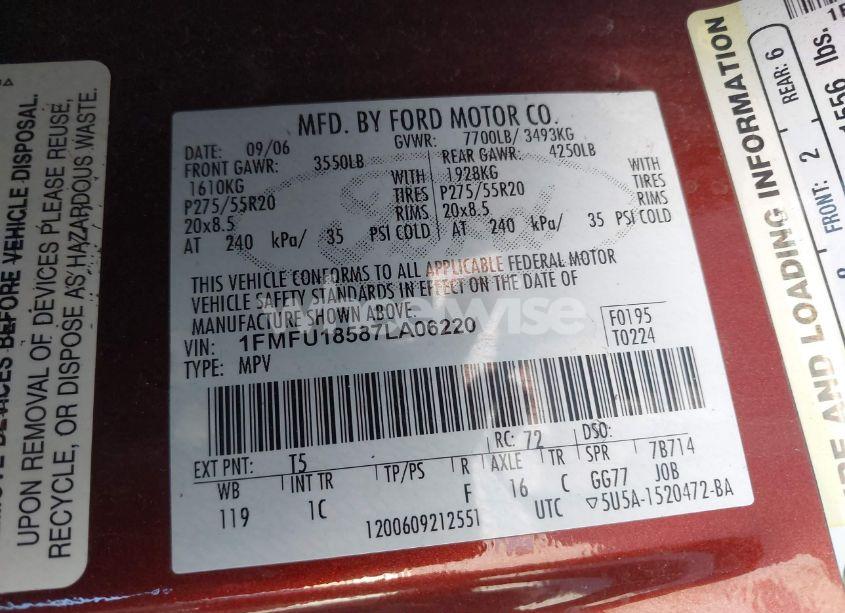 MFD. BY FORD MOTOR CO.
DATE: 09/06 GVWR: 7700LB/ 3493KG
FRONT GAWR: 3550LB REAR GAWR: 4250LB
1610KG WITH 1928KG WITH
P275/55R20 TIRES P275/55R20 TIRES
20x8.5 RIMS 20x8.5 RIMS
AT 240 kPa/ 35 PSI COLD AT 240 kPa/ 35 PSI COLD
THIS VEHICLE CONFORMS TO ALL APPLICABLE FEDERAL MOTOR
VEHICLE SAFETY STANDARDS IN EFFECT ON THE DATE OF
MANUFACTURE SHOWN ABOVE.
VIN: 1FMFU18587LA06220 F0195
TYPE: MPV T0224
RC: 72 DSO:
EXT PNT: T5 7B714
WB INT TR TP/PS R AXLE TR SPR JOB
119 1C F 16 C GG77
1200609212551 UTC ▽5U5A-1520472-BA
BEFORE VEHICLE DISPOSAL.
UPON REMOVAL OF DEVICES PLEASE REUSE,
RECYCLE, OR DISPOSE AS HAZARDOUS WASTE.
AND LOADING INFORMATION
FRONT: 2 REAR: 6
1556 lbs.